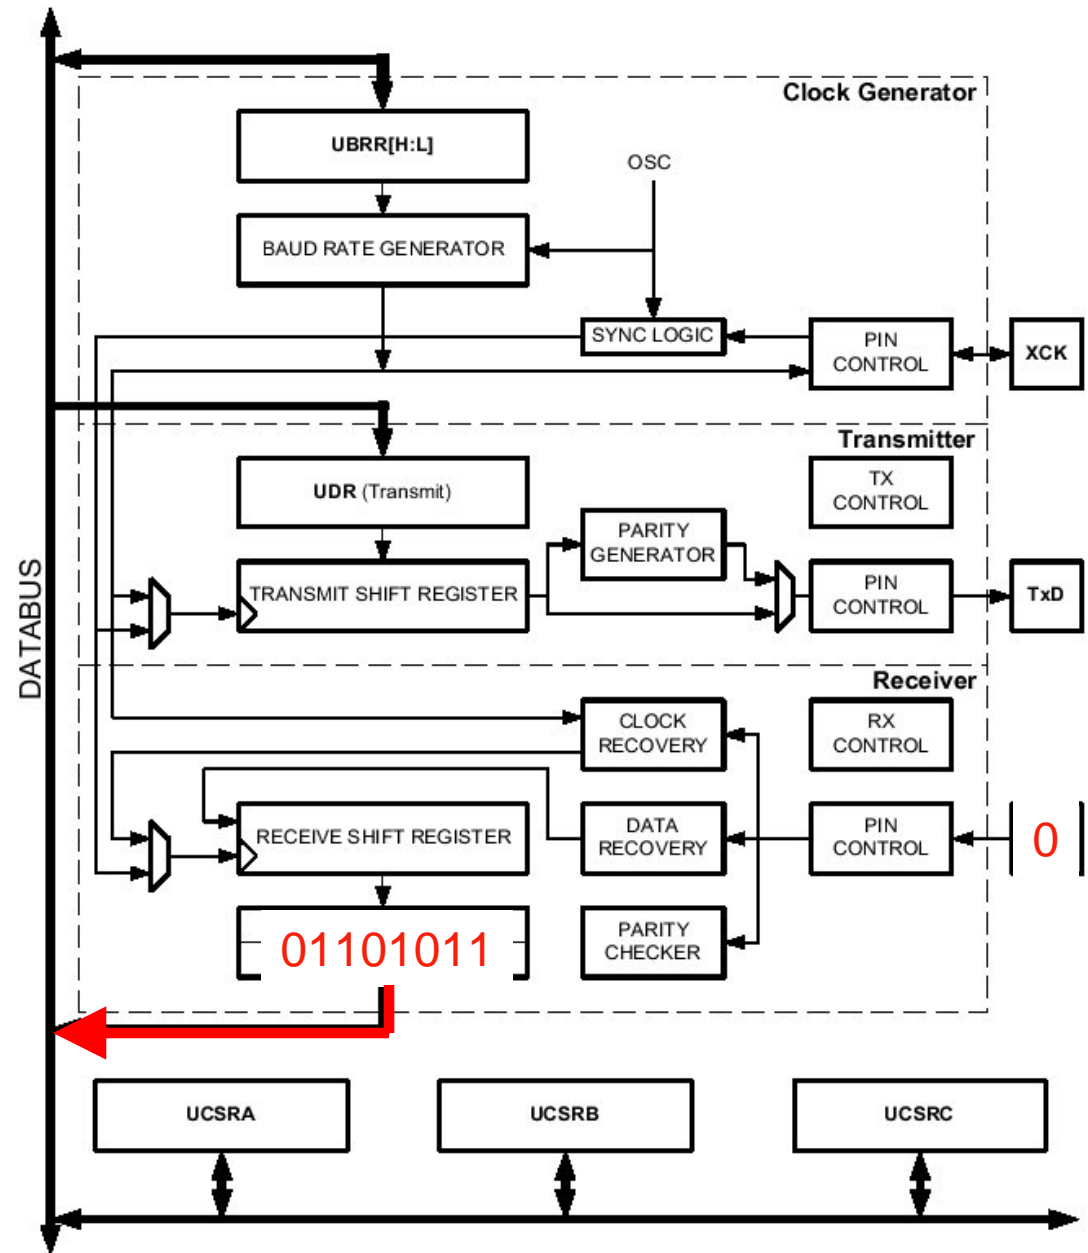 Clock Generator
UBRR[H:L]
OSC
BAUD RATE GENERATOR
SYNC LOGIC
PIN
CONTROL
XCK
Transmitter
UDR (Transmit)
TX
CONTROL
PARITY
GENERATOR
TRANSMIT SHIFT REGISTER
PIN
CONTROL
TxD
DATABUS
Receiver
CLOCK
RECOVERY
RX
CONTROL
RECEIVE SHIFT REGISTER
DATA
RECOVERY
PIN
CONTROL
0
01101011
PARITY
CHECKER
UCSRA
UCSRB
UCSRC